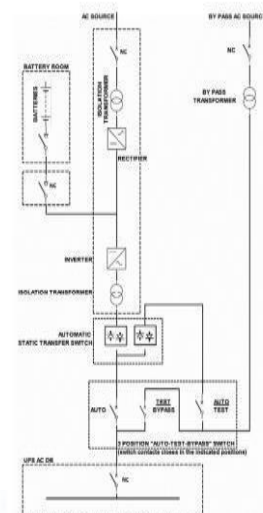 AC SOURCE
BY PASS AC SOURC
NC
NC
BATTERY ROOM
BATTERIES
ISOLATION
TRANSFORMER
BY PASS
TRANSFORMER
RECTIFIER
NC
INVERTER
ISOLATION TRANSFORMER
AUTOMATIC
STATIC TRANSFER SWITCH
AUTO
TEST
BYPASS
AUTO
TEST
3 POSITION "AUTO-TEST-BYPASS" SWITCH
(switch contacts closes in the indicated positions)
UPS AC DB
NC